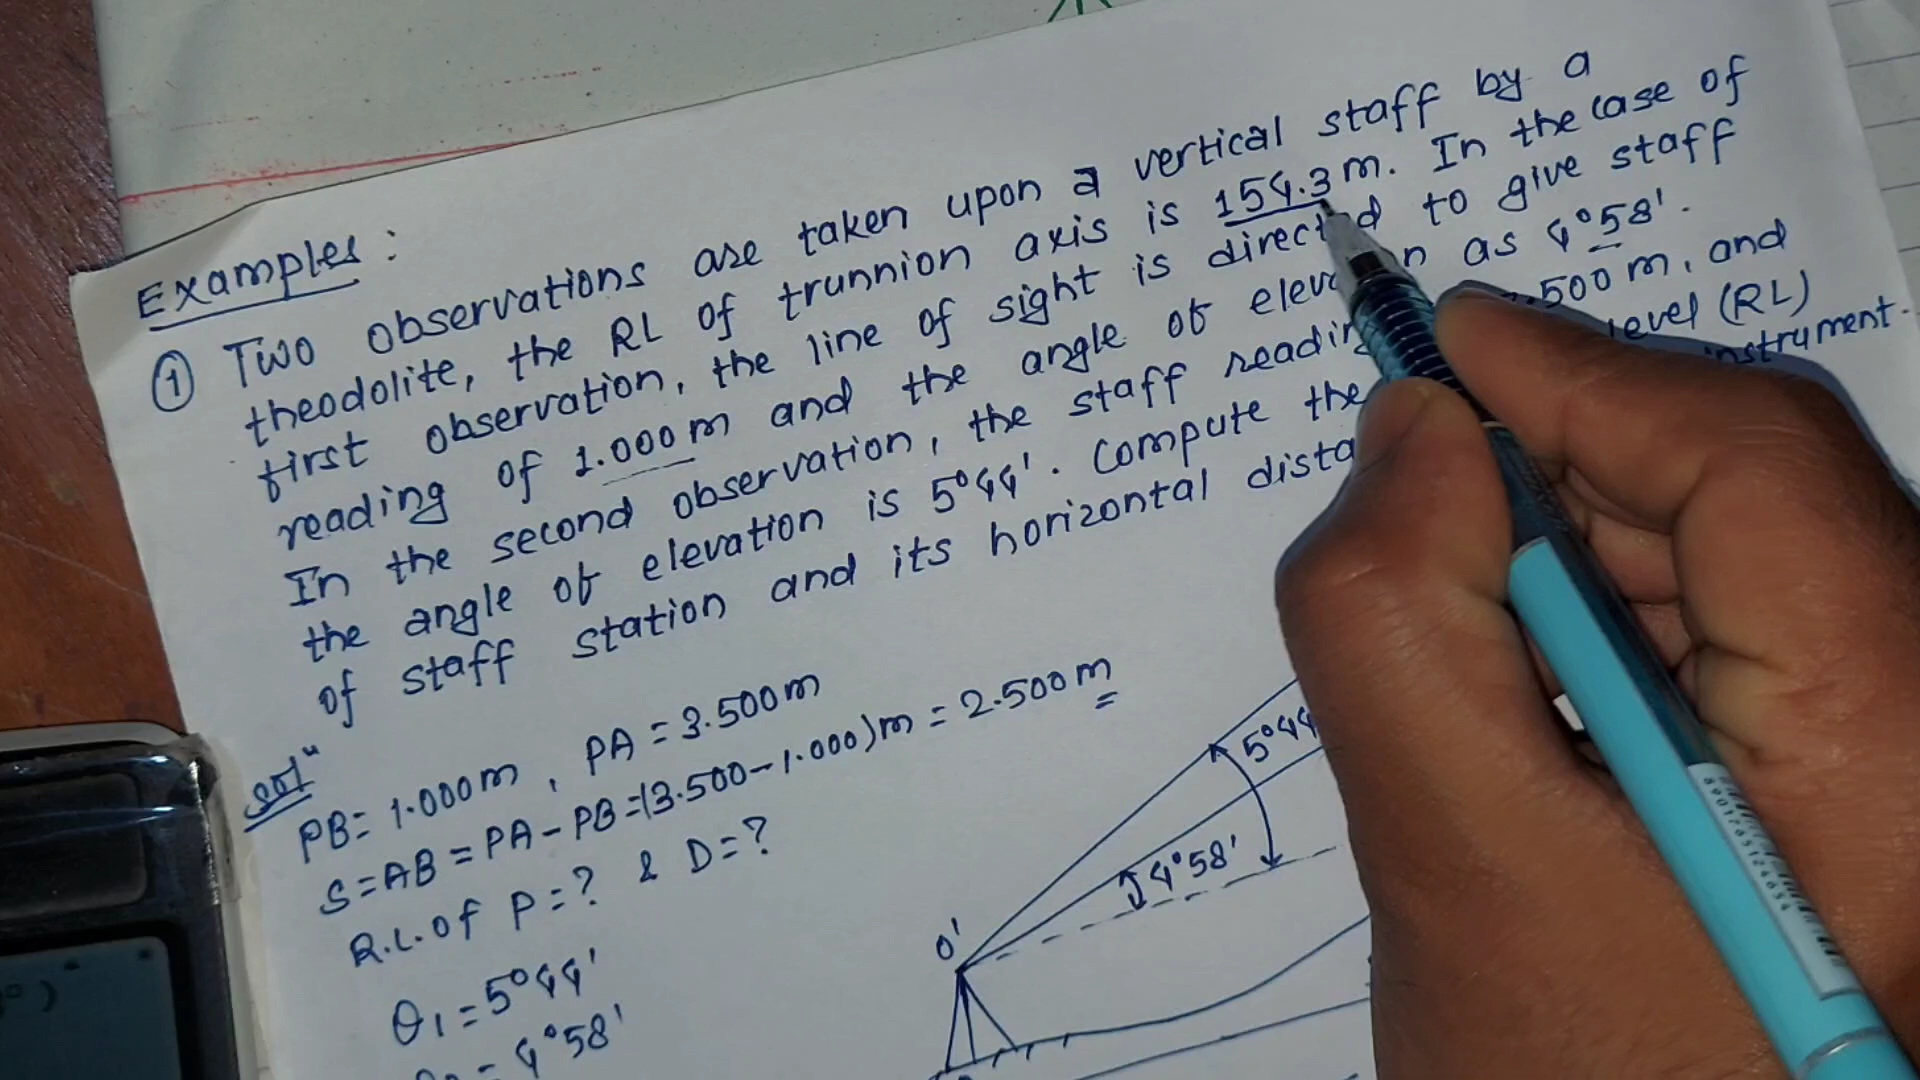 Examples :
① Two observations are taken upon a vertical staff by a
theodolite, the RL of trunnion axis is 154.3 m. In the case of
first observation, the line of sight is directed to give staff
reading of 1.000 m and the angle of elevation as 4°58'.
In the second observation, the staff reading .500 m, and
the angle of elevation is 5°44'. Compute the level (RL)
of staff station and its horizontal instrument.
Solⁿ
PB = 1.000 m , PA = 3.500 m
S = AB = PA - PB = (3.500 - 1.000) m = 2.500 m
R.L. of P = ? & D = ?
θ1 = 5°44'
= 4°58'
5°44
4°58'
O'